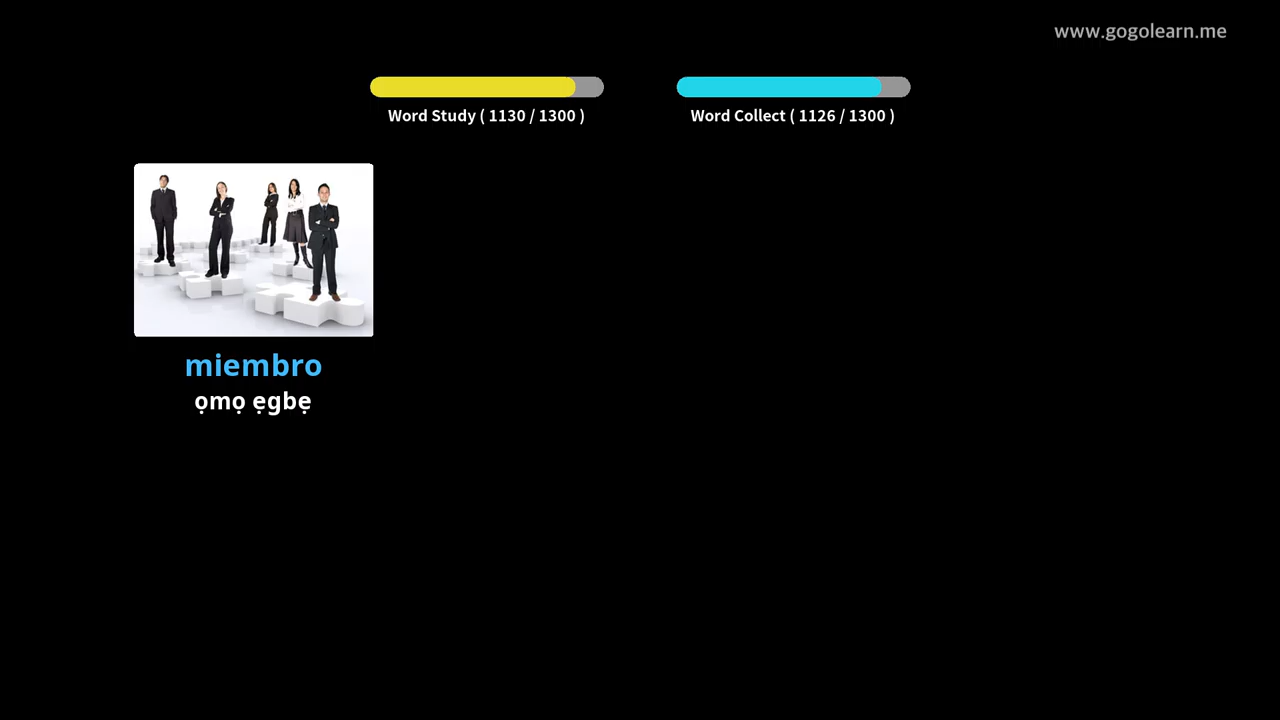 www.gogolearn.me
Word Study ( 1130 / 1300 )
Word Collect ( 1126 / 1300 )
miembro
ọmọ ẹgbẹ